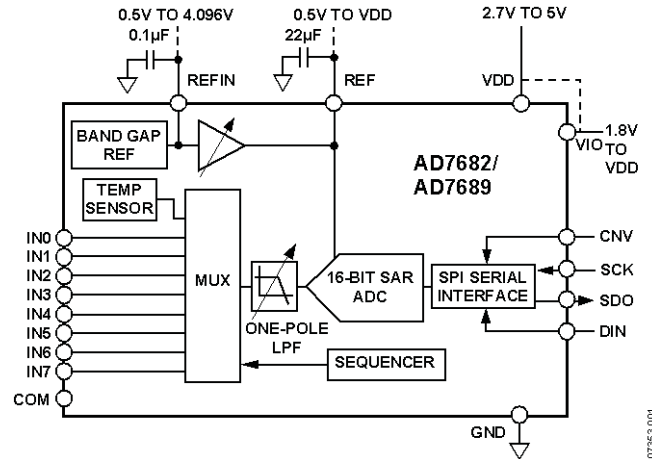 0.5V TO 4.096V
0.5V TO VDD
2.7V TO 5V
0.1µF
22µF
REFIN
REF
VDD
BAND GAP
REF
1.8V
VIO TO
VDD
AD7682/
AD7689
TEMP
SENSOR
IN0
IN1
IN2
IN3
IN4
IN5
IN6
IN7
COM
MUX
ONE-POLE
LPF
16-BIT SAR
ADC
SPI SERIAL
INTERFACE
CNV
SCK
SDO
DIN
SEQUENCER
GND
07353-001